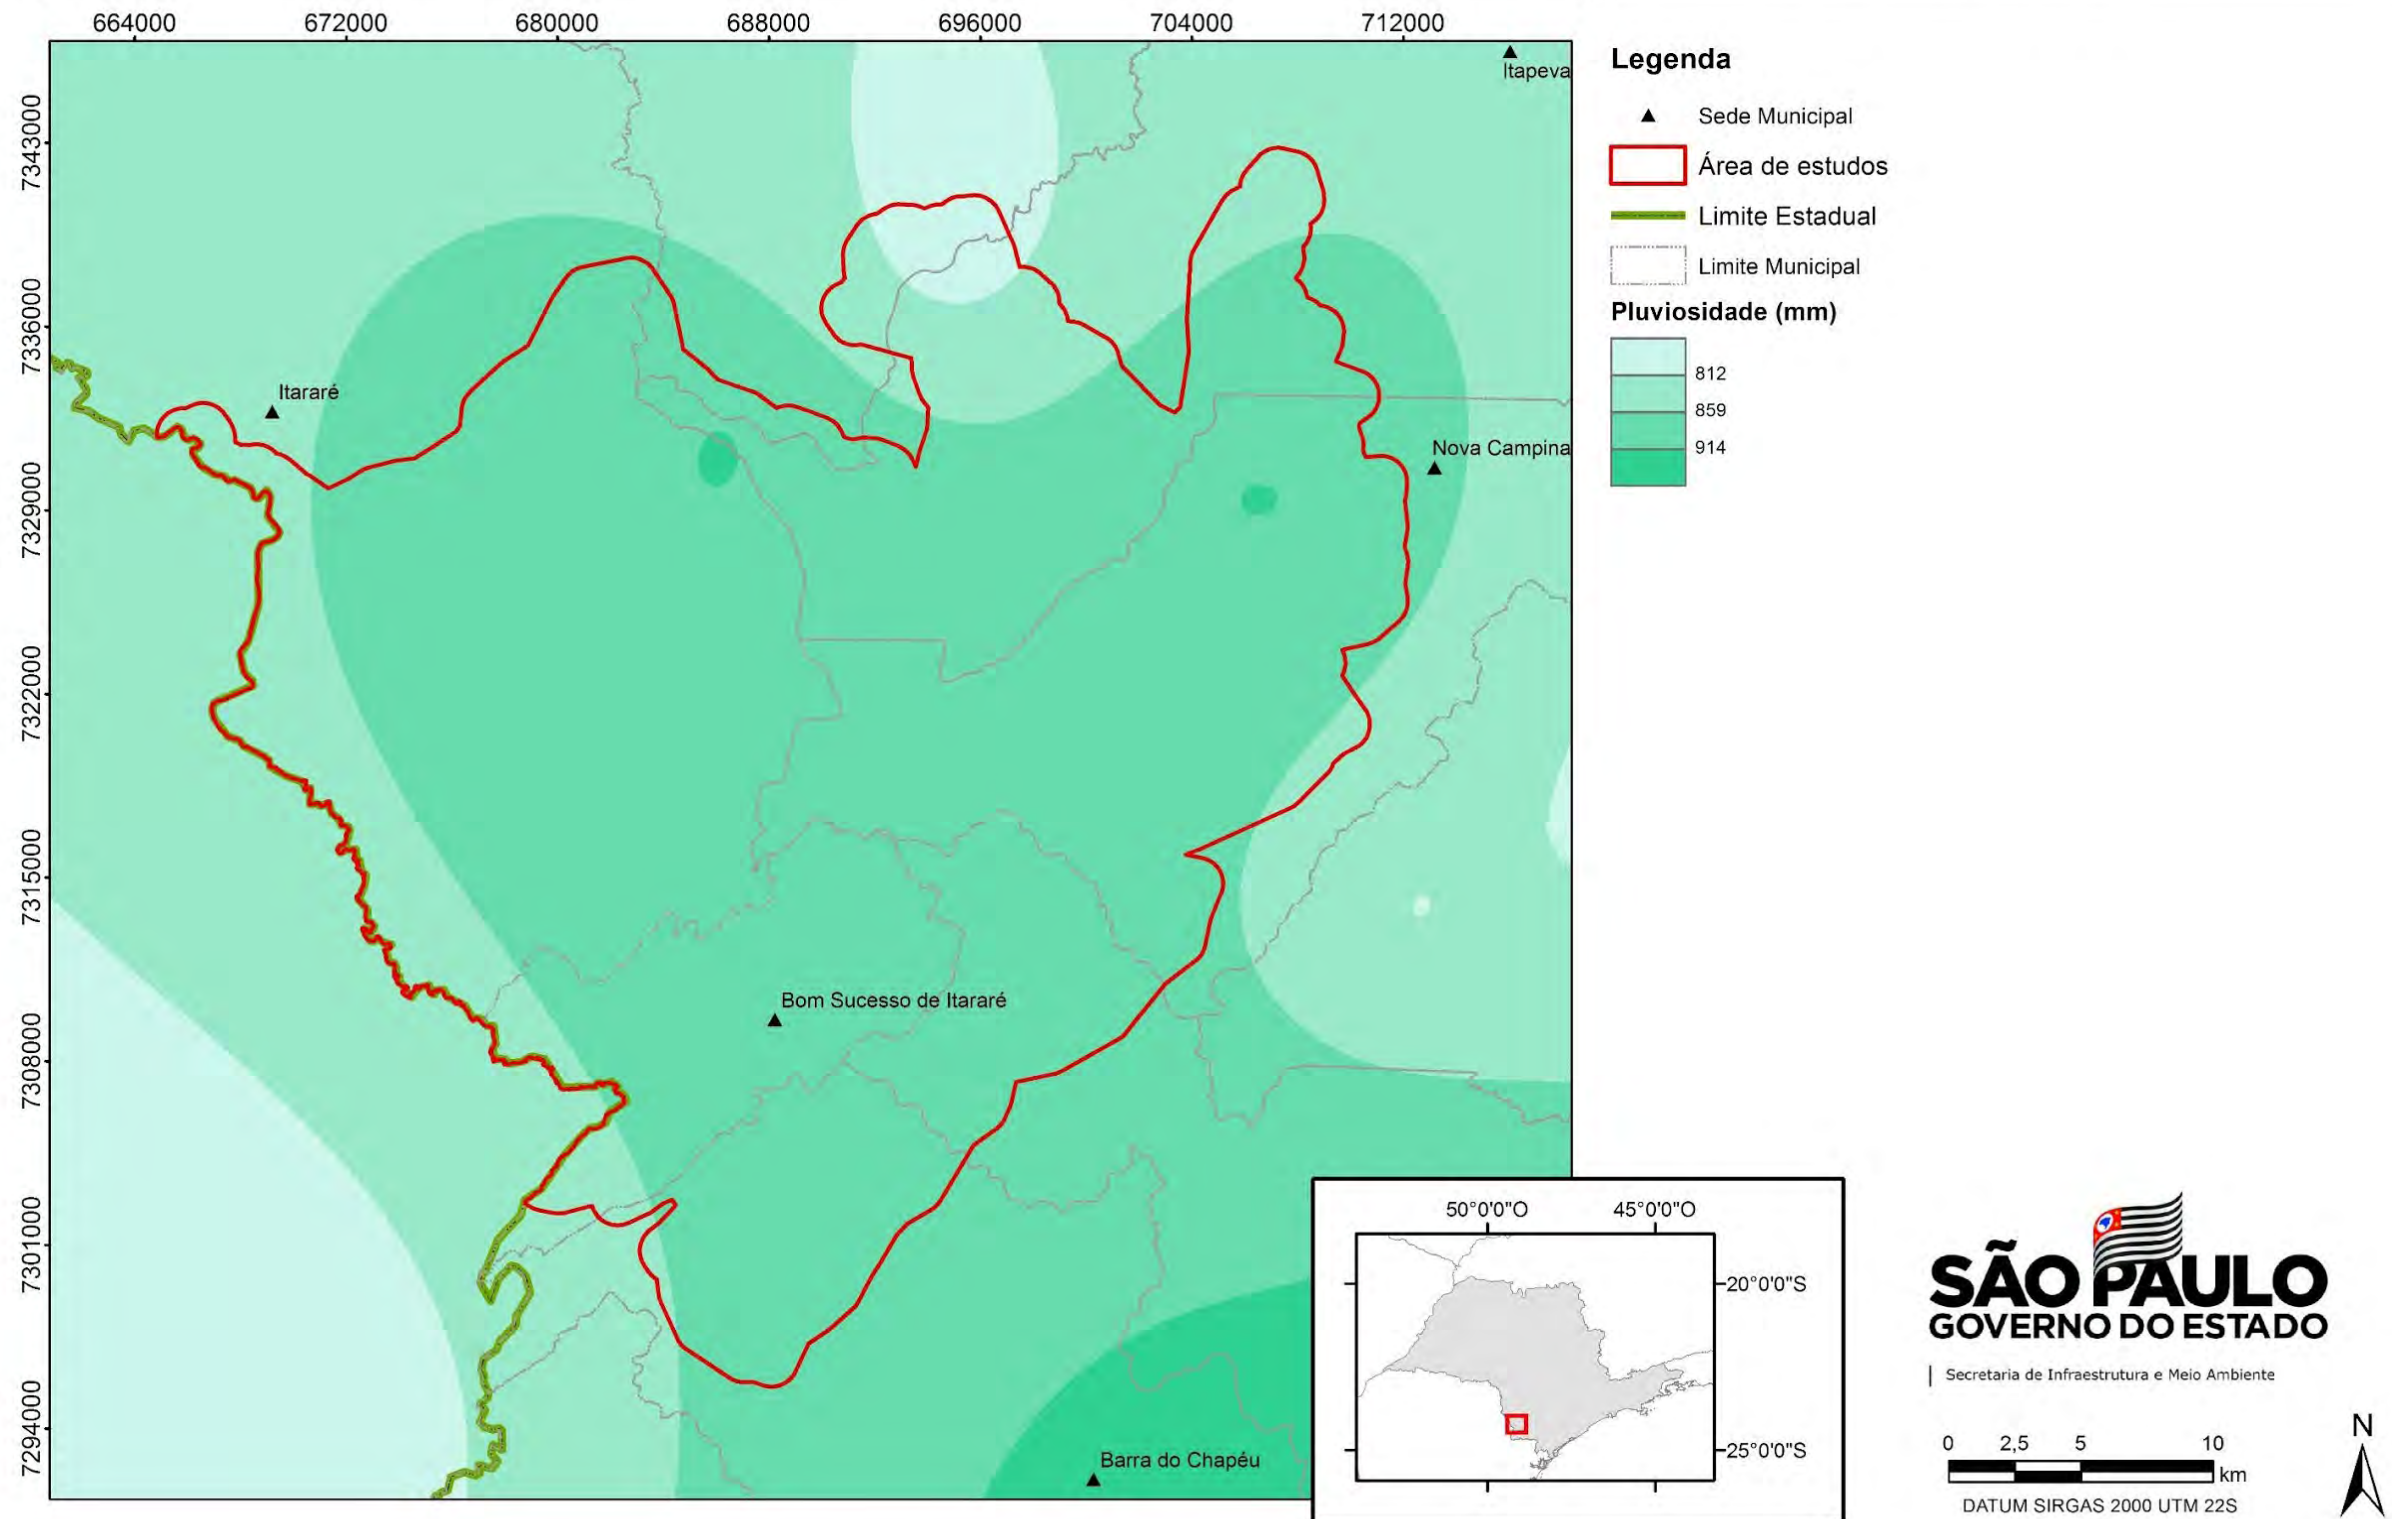 664000 672000 680000 688000 696000 704000 712000
7343000
7336000
7329000
7322000
7315000
7308000
7301000
7294000
Itapeva
Itararé
Nova Campina
Bom Sucesso de Itararé
Barra do Chapéu
Legenda
Sede Municipal
Área de estudos
Limite Estadual
Limite Municipal
Pluviosidade (mm)
812
859
914
50°0'0"O 45°0'0"O
20°0'0"S
25°0'0"S
SÃO PAULO
GOVERNO DO ESTADO
Secretaria de Infraestrutura e Meio Ambiente
0 2,5 5 10
km
DATUM SIRGAS 2000 UTM 22S
N